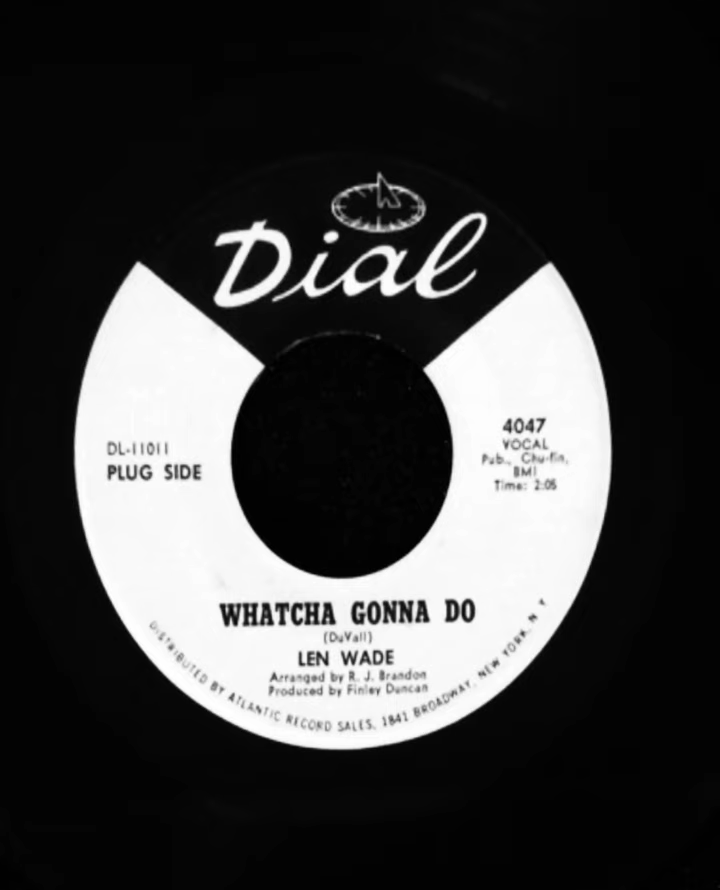 Dial
DL-11011
PLUG SIDE
4047
VOCAL
Pub., Chu-fin,
BMI
Time: 2:05
WHATCHA GONNA DO
(DuVall)
LEN WADE
Arranged by R. J. Brandon
Produced by Finley Duncan
DISTRIBUTED BY ATLANTIC RECORD SALES, 1841 BROADWAY, NEW YORK, N. Y